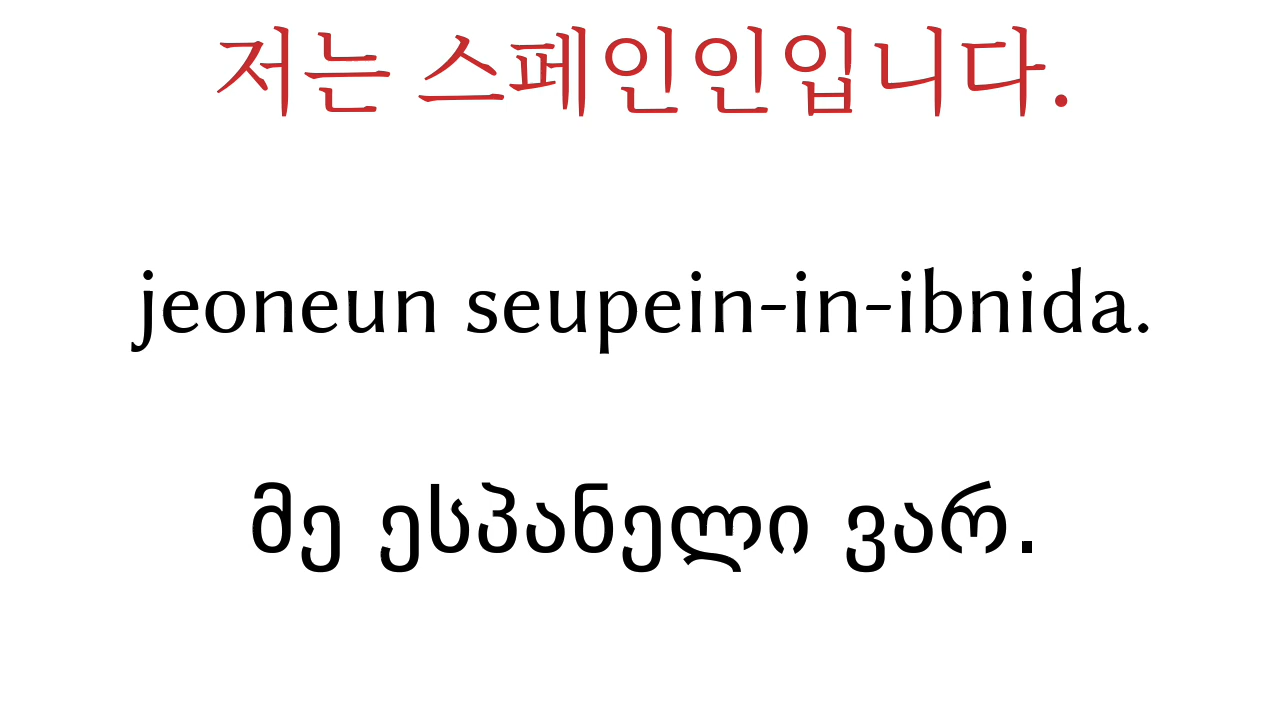 저는 스페인인입니다.
jeoneun seupein-in-ibnida.
მე ესპანელი ვარ.